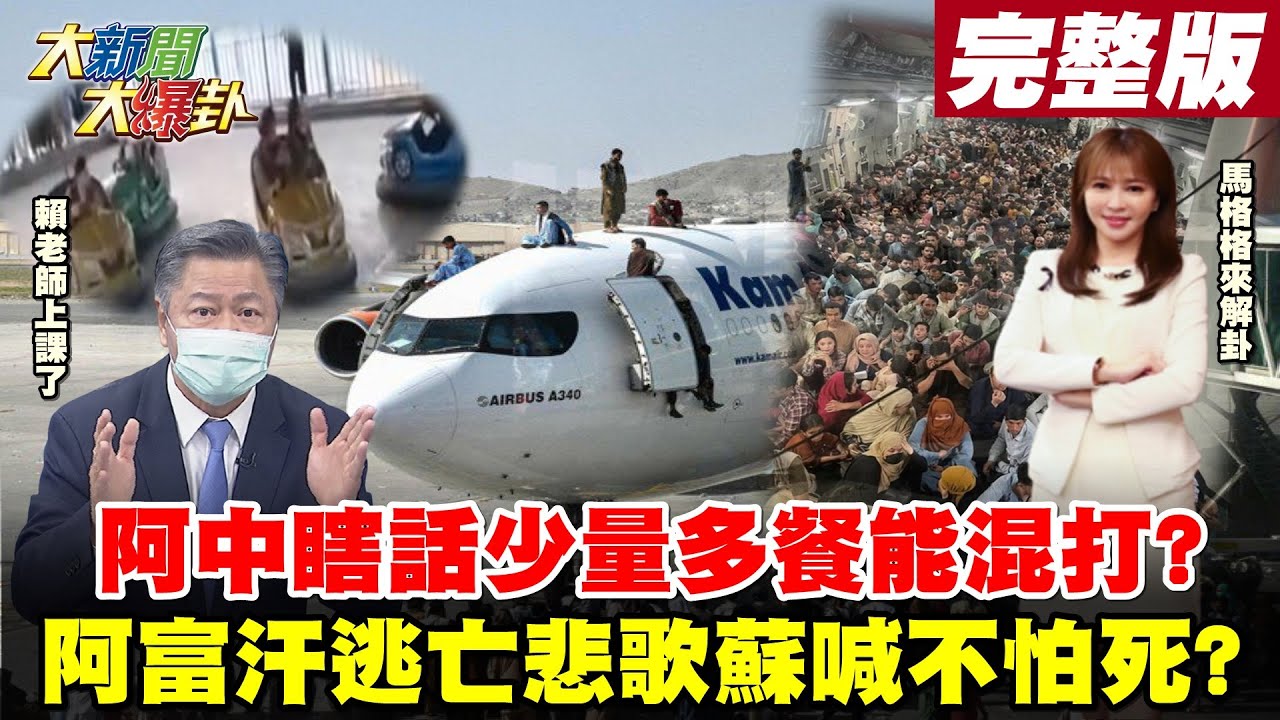 大新聞
大爆卦
完整版
賴老師上課了
馬格格來解卦
Kam
www.kamair.c
AIRBUS A340
阿中瞎話少量多餐能混打?
阿富汗逃亡悲歌蘇喊不怕死?